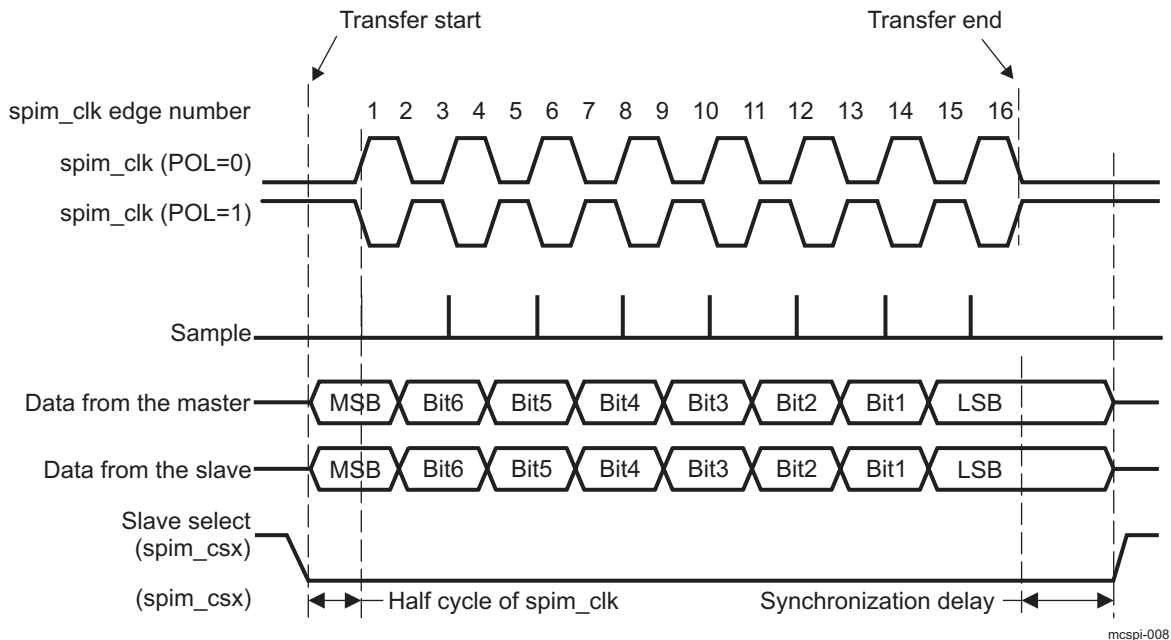 Transfer start
Transfer end
spim_clk edge number
1 2 3 4 5 6 7 8 9 10 11 12 13 14 15 16
spim_clk (POL=0)
spim_clk (POL=1)
Sample
Data from the master
MSB Bit6 Bit5 Bit4 Bit3 Bit2 Bit1 LSB
Data from the slave
MSB Bit6 Bit5 Bit4 Bit3 Bit2 Bit1 LSB
Slave select
(spim_csx)
(spim_csx)
Half cycle of spim_clk
Synchronization delay
mcspi-008